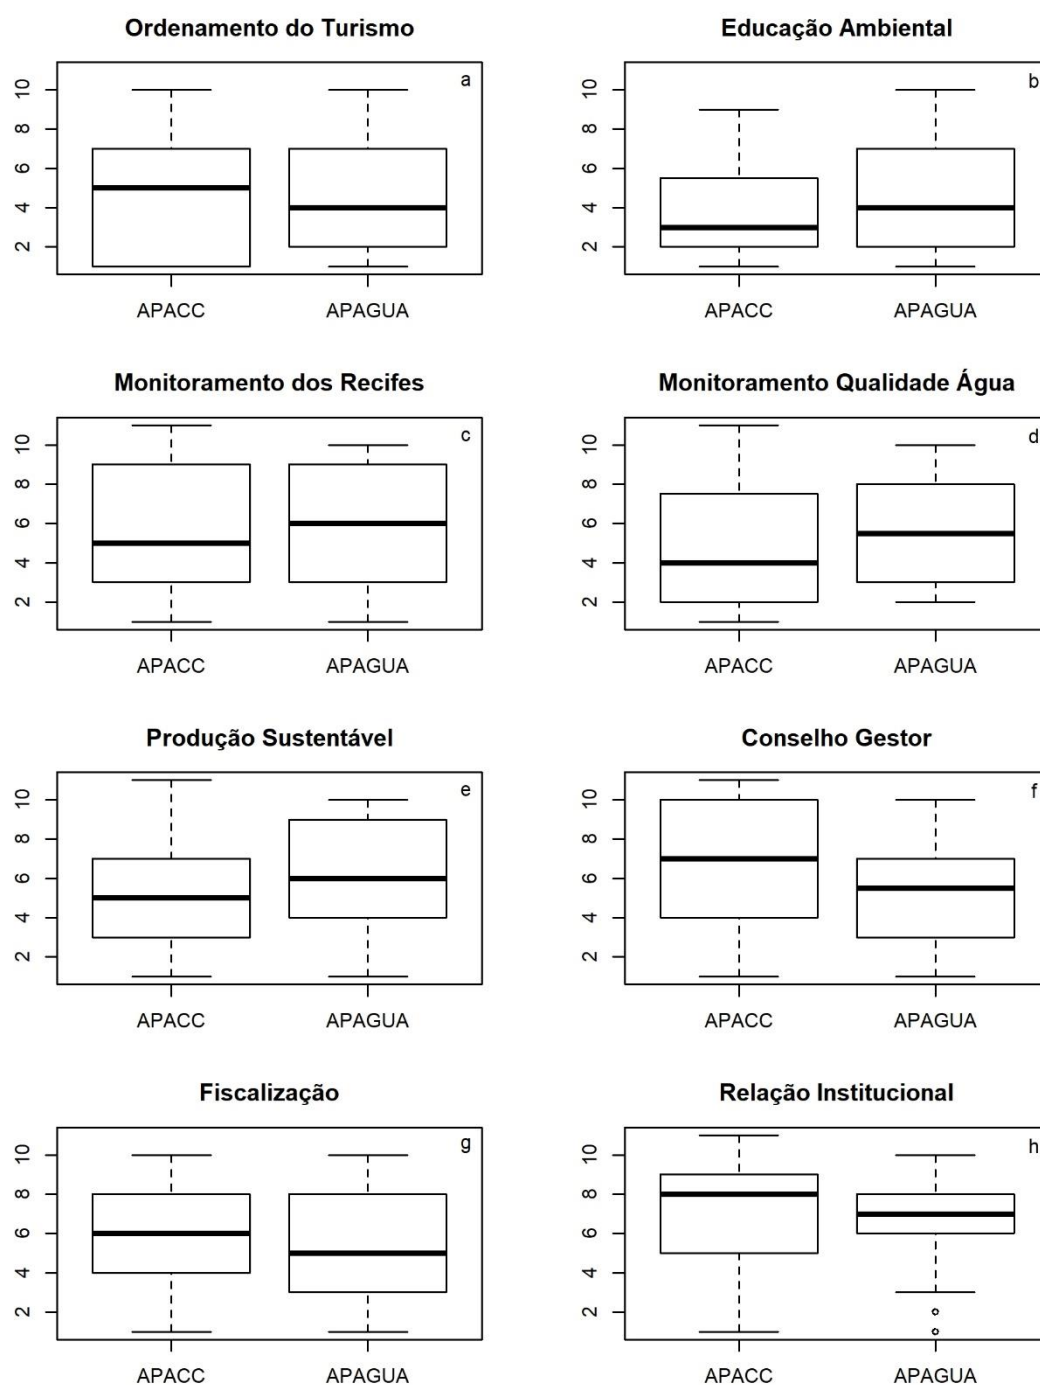 Ordenamento do Turismo
a
10
8
6
4
2
APACC APAGUA
Educação Ambiental
b
10
8
6
4
2
APACC APAGUA
Monitoramento dos Recifes
c
10
8
6
4
2
APACC APAGUA
Monitoramento Qualidade Água
d
10
8
6
4
2
APACC APAGUA
Produção Sustentável
e
10
8
6
4
2
APACC APAGUA
Conselho Gestor
f
10
8
6
4
2
APACC APAGUA
Fiscalização
g
10
8
6
4
2
APACC APAGUA
Relação Institucional
h
10
8
6
4
2
APACC APAGUA